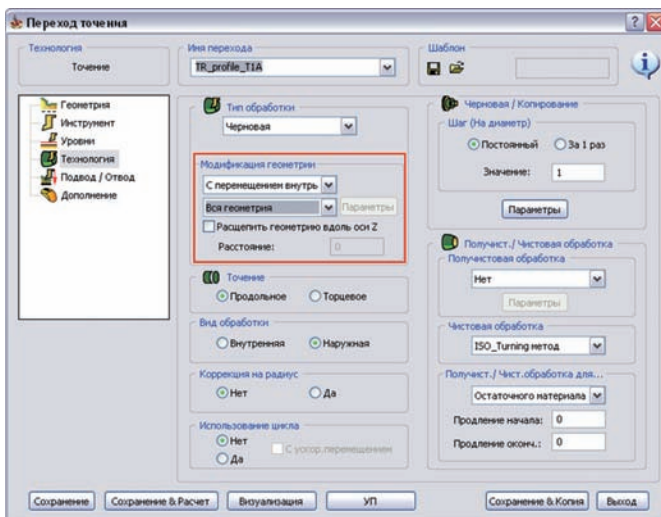 Переход точения
Технология
Точение
Имя перехода
TR_profile_T1A
Шаблон
Геометрия
Инструмент
Уровни
Технология
Подвод / Отвод
Дополнение
Тип обработки
Черновая
Модификация геометрии
С перемещением внутрь
Вся геометрия
Параметры
Расщепить геометрию вдоль оси Z
Расстояние:
0
Точение
Продольное
Торцевое
Вид обработки
Внутренняя
Наружная
Коррекция на радиус
Нет
Да
Использование цикла
Нет
Да
С ускор.перемещением
Черновая / Копирование
Шаг (На диаметр)
Постоянный
За 1 раз
Значение:
1
Параметры
Получист./ Чистовая обработка
Получистовая обработка
Нет
Параметры
Чистовая обработка
ISO_Turning метод
Получист./ Чист.обработка для...
Остаточного материала
Продление начала:
0
Продление оконч.:
0
Сохранение
Сохранение & Расчет
Визуализация
УП
Сохранение & Копия
Выход